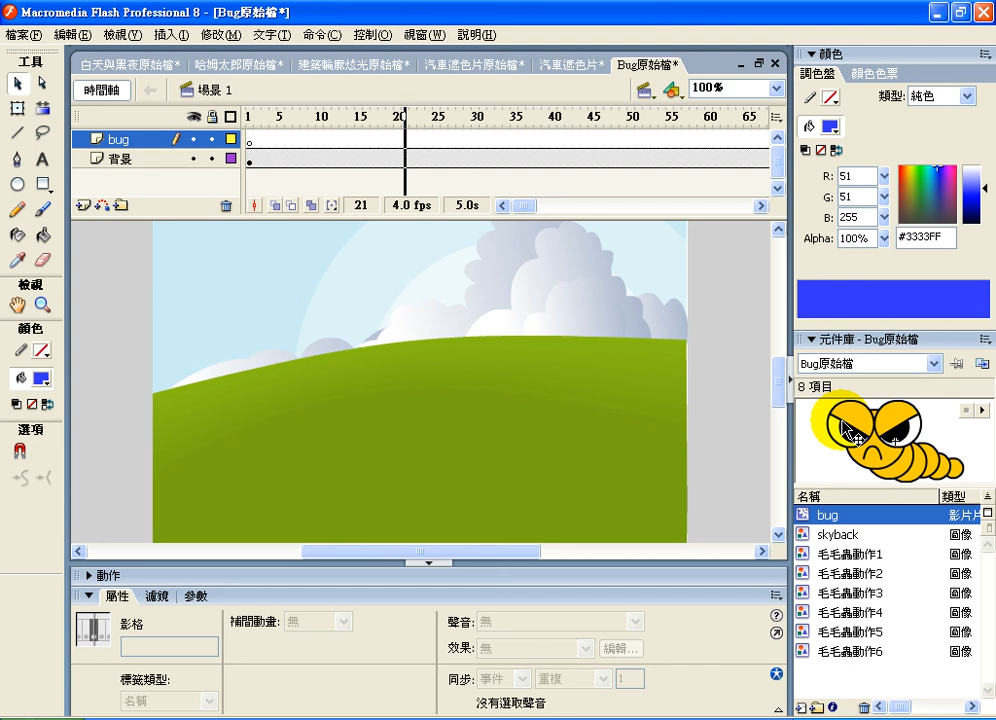 Macromedia Flash Professional 8 - [Bug原始檔*]
檔案(F) 編輯(E) 檢視(V) 插入(I) 修改(M) 文字(T) 命令(C) 控制(O) 視窗(W) 說明(H)
工具
白天與黑夜原始檔* 哈姆太郎原始檔* 建築輪廓炫光原始檔* 汽車遮色片原始檔* 汽車遮色片* Bug原始檔*
時間軸 場景 1 100%
1 5 10 15 20 25 30 35 40 45 50 55 60 65
bug
背景
21 4.0 fps 5.0s
檢視
顏色
選項
動作
屬性 濾鏡 參數
影格
補間動畫: 無
標籤類型:
名稱
聲音: 無
效果: 無 編輯...
同步: 事件 重複 1
沒有選取聲音
顏色
調色盤 顏色色票
類型: 純色
R: 51
G: 51
B: 255
Alpha: 100% #3333FF
元件庫 - Bug原始檔
Bug原始檔
8 項目
名稱 類型
bug 影片片
skyback 圖像
毛毛蟲動作1 圖像
毛毛蟲動作2 圖像
毛毛蟲動作3 圖像
毛毛蟲動作4 圖像
毛毛蟲動作5 圖像
毛毛蟲動作6 圖像